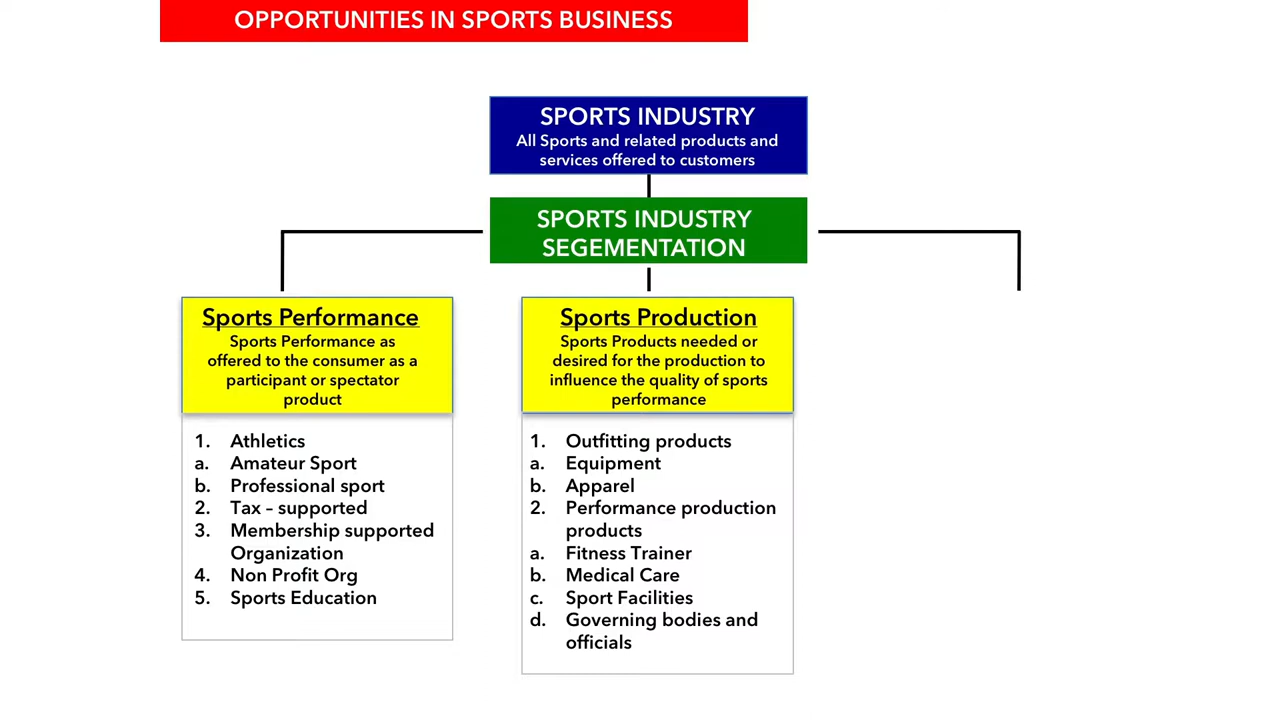 OPPORTUNITIES IN SPORTS BUSINESS
SPORTS INDUSTRY
All Sports and related products and
services offered to customers
SPORTS INDUSTRY
SEGEMENTATION
Sports Performance
Sports Performance as
offered to the consumer as a
participant or spectator
product
1. Athletics
a. Amateur Sport
b. Professional sport
2. Tax – supported
3. Membership supported
Organization
4. Non Profit Org
5. Sports Education
Sports Production
Sports Products needed or
desired for the production to
influence the quality of sports
performance
1. Outfitting products
a. Equipment
b. Apparel
2. Performance production
products
a. Fitness Trainer
b. Medical Care
c. Sport Facilities
d. Governing bodies and
officials